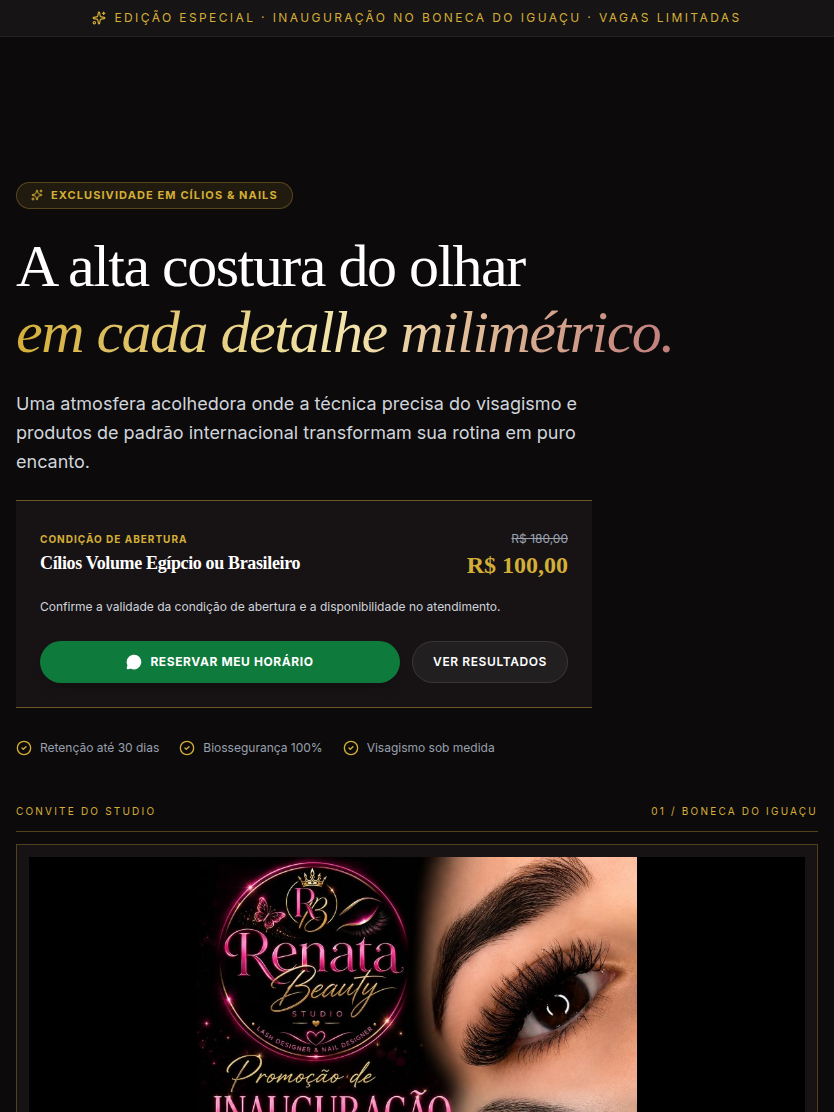 EDIÇÃO ESPECIAL · INAUGURAÇÃO NO BONECA DO IGUAÇU · VAGAS LIMITADAS
EXCLUSIVIDADE EM CÍLIOS & NAILS
A alta costura do olhar
em cada detalhe milimétrico.
Uma atmosfera acolhedora onde a técnica precisa do visagismo e
produtos de padrão internacional transformam sua rotina em puro
encanto.
CONDIÇÃO DE ABERTURA
R$ 180,00
Cílios Volume Egípcio ou Brasileiro
R$ 100,00
Confirme a validade da condição de abertura e a disponibilidade no atendimento.
RESERVAR MEU HORÁRIO
VER RESULTADOS
Retenção até 30 dias
Biossegurança 100%
Visagismo sob medida
CONVITE DO STUDIO
01 / BONECA DO IGUAÇU
RB
Renata
Beauty
STUDIO
LASH DESIGNER & NAIL DESIGNER
Promoção de
INAUGURAÇÃO